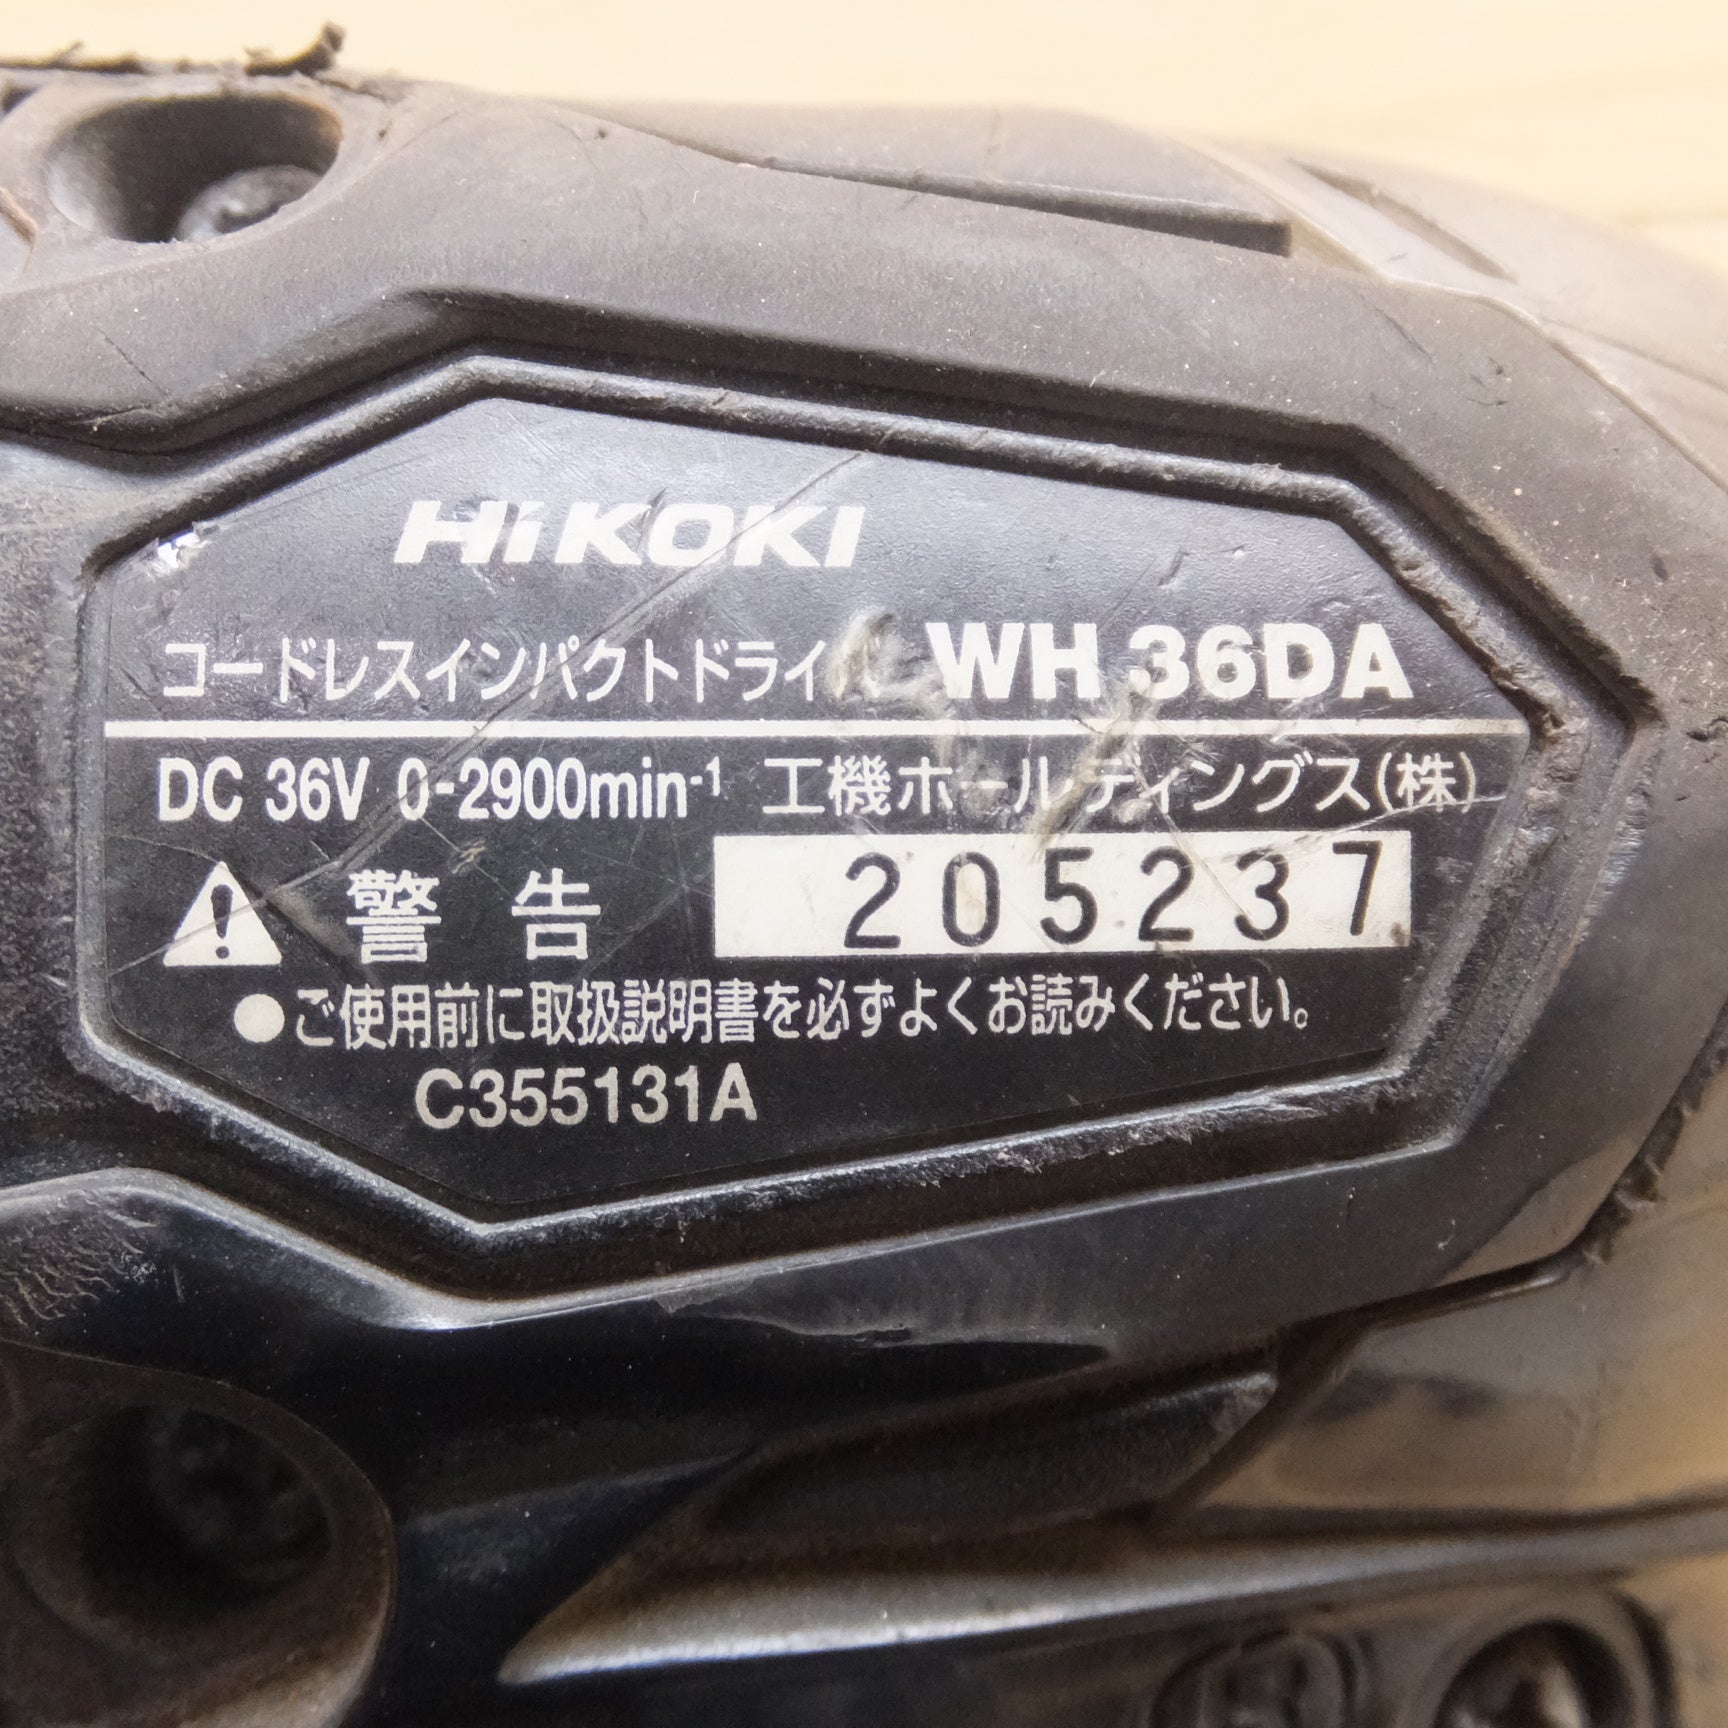 HiKOKI
コードレスインパクトドライバ WH 36DA
DC 36V 0-2900min⁻¹ 工機ホールディングス(株)
警 告 205237
●ご使用前に取扱説明書を必ずよくお読みください。
C355131A